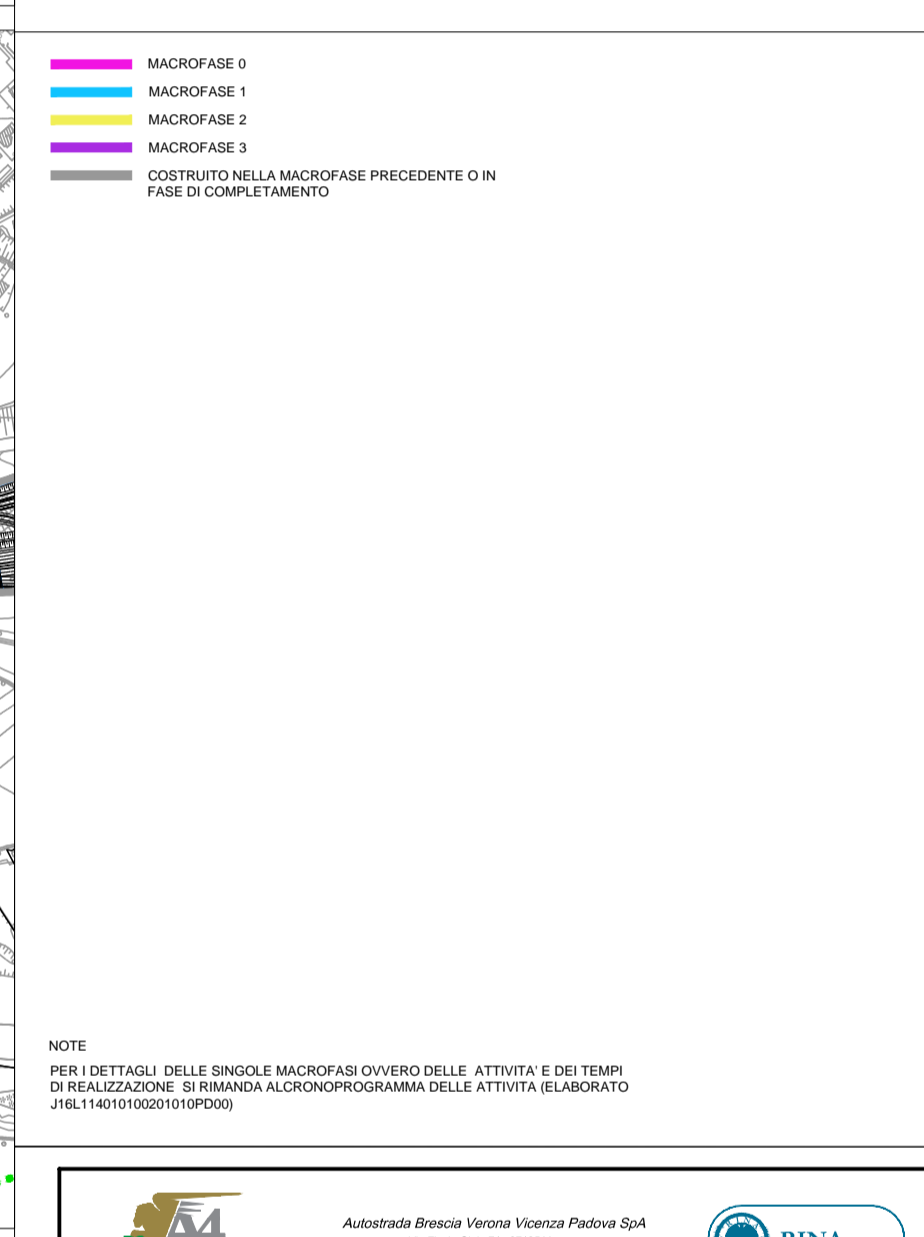 MACROFASE 0
MACROFASE 1
MACROFASE 2
MACROFASE 3
COSTRUITO NELLA MACROFASE PRECEDENTE O IN
FASE DI COMPLETAMENTO
NOTE
PER I DETTAGLI DELLE SINGOLE MACROFASI OVVERO DELLE ATTIVITA' E DEI TEMPI
DI REALIZZAZIONE SI RIMANDA ALCRONOPROGRAMMA DELLE ATTIVITA (ELABORATO
J16L114010100201010PD00)
A4
Autostrada Brescia Verona Vicenza Padova SpA
RINA